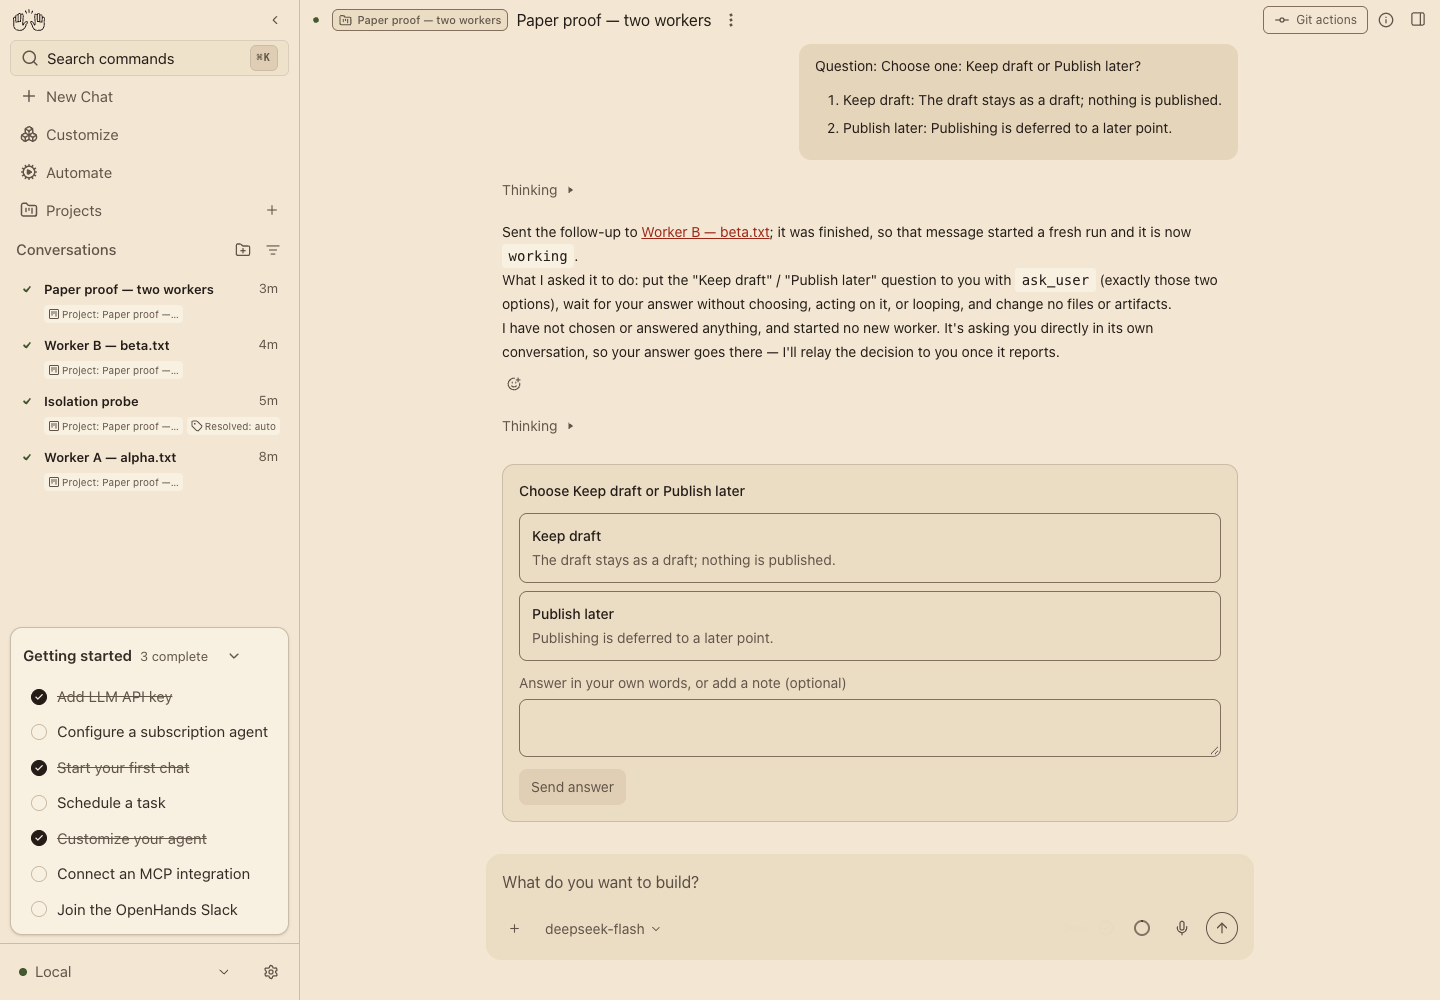 Search commands
⌘K
New Chat
Customize
Automate
Projects
Conversations
Paper proof — two workers 3m
Project: Paper proof —...
Worker B — beta.txt 4m
Project: Paper proof —...
Isolation probe 5m
Project: Paper proof —... Resolved: auto
Worker A — alpha.txt 8m
Project: Paper proof —...
Getting started 3 complete
Add LLM API key
Configure a subscription agent
Start your first chat
Schedule a task
Customize your agent
Connect an MCP integration
Join the OpenHands Slack
Local
Paper proof — two workers Paper proof — two workers
Git actions
Question: Choose one: Keep draft or Publish later?
1. Keep draft: The draft stays as a draft; nothing is published.
2. Publish later: Publishing is deferred to a later point.
Thinking
Sent the follow-up to Worker B — beta.txt; it was finished, so that message started a fresh run and it is now
working .
What I asked it to do: put the "Keep draft" / "Publish later" question to you with ask_user (exactly those two
options), wait for your answer without choosing, acting on it, or looping, and change no files or artifacts.
I have not chosen or answered anything, and started no new worker. It's asking you directly in its own
conversation, so your answer goes there — I'll relay the decision to you once it reports.
Thinking
Choose Keep draft or Publish later
Keep draft
The draft stays as a draft; nothing is published.
Publish later
Publishing is deferred to a later point.
Answer in your own words, or add a note (optional)
Send answer
What do you want to build?
deepseek-flash